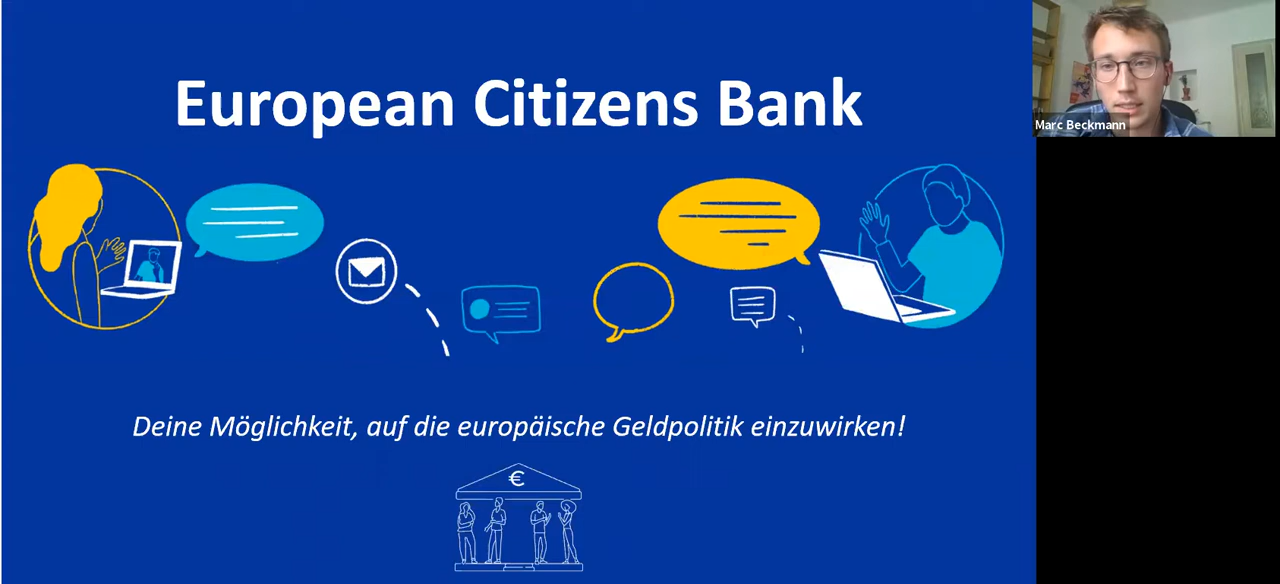 European Citizens Bank
Marc Beckmann
Deine Möglichkeit, auf die europäische Geldpolitik einzuwirken!
€